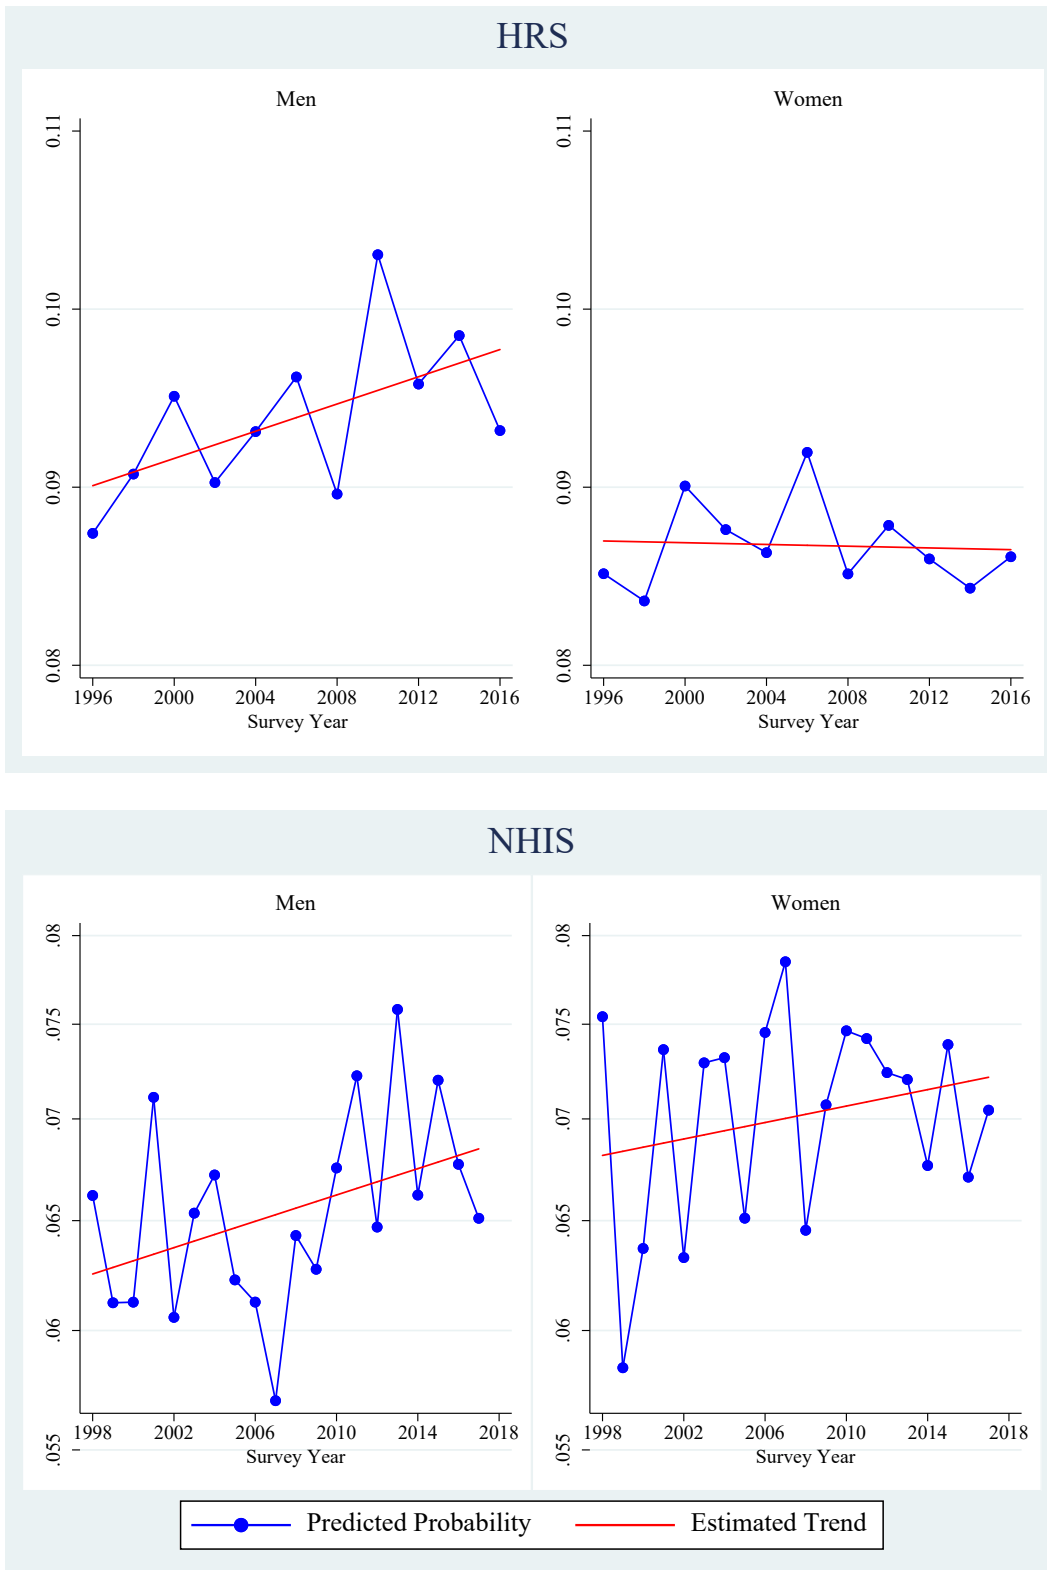 HRS
Men
Women
0.11
0.10
0.09
0.08
1996 2000 2004 2008 2012 2016
Survey Year
0.11
0.10
0.09
0.08
1996 2000 2004 2008 2012 2016
Survey Year
NHIS
Men
Women
.08
.075
.07
.065
.06
.055
1998 2002 2006 2010 2014 2018
Survey Year
.08
.075
.07
.065
.06
.055
1998 2002 2006 2010 2014 2018
Survey Year
Predicted Probability
Estimated Trend